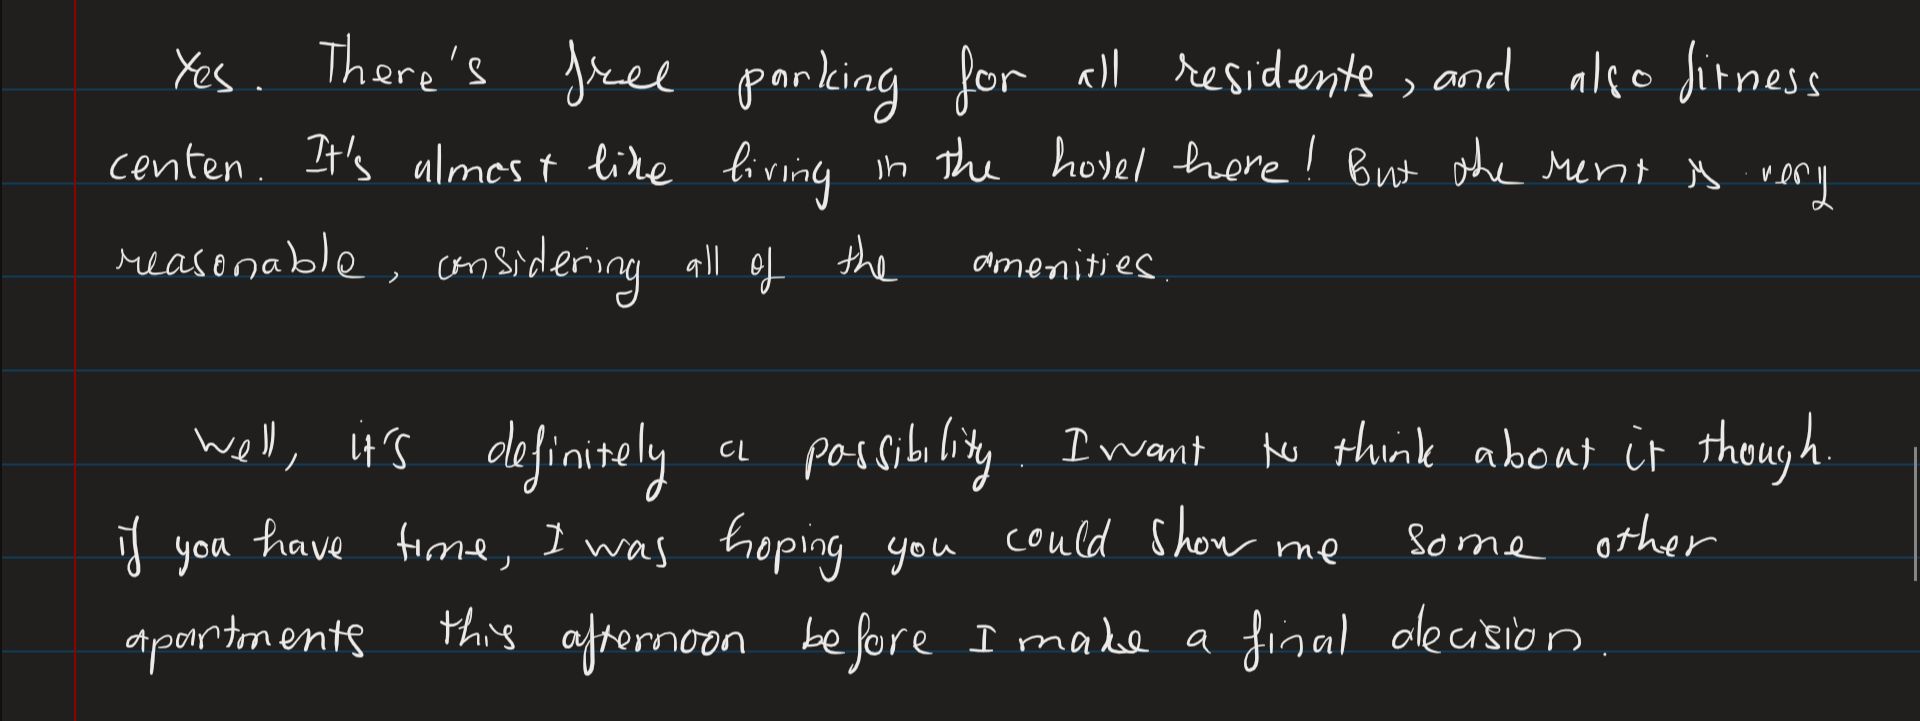 Yes. There's free parking for all residents, and also fitness
center. It's almost like living in the hotel here! But the rent is very
reasonable, considering all of the amenities.
Well, it's definitely a possibility. I want to think about it though.
if you have time, I was hoping you could show me some other
apartments this afternoon before I make a final decision.